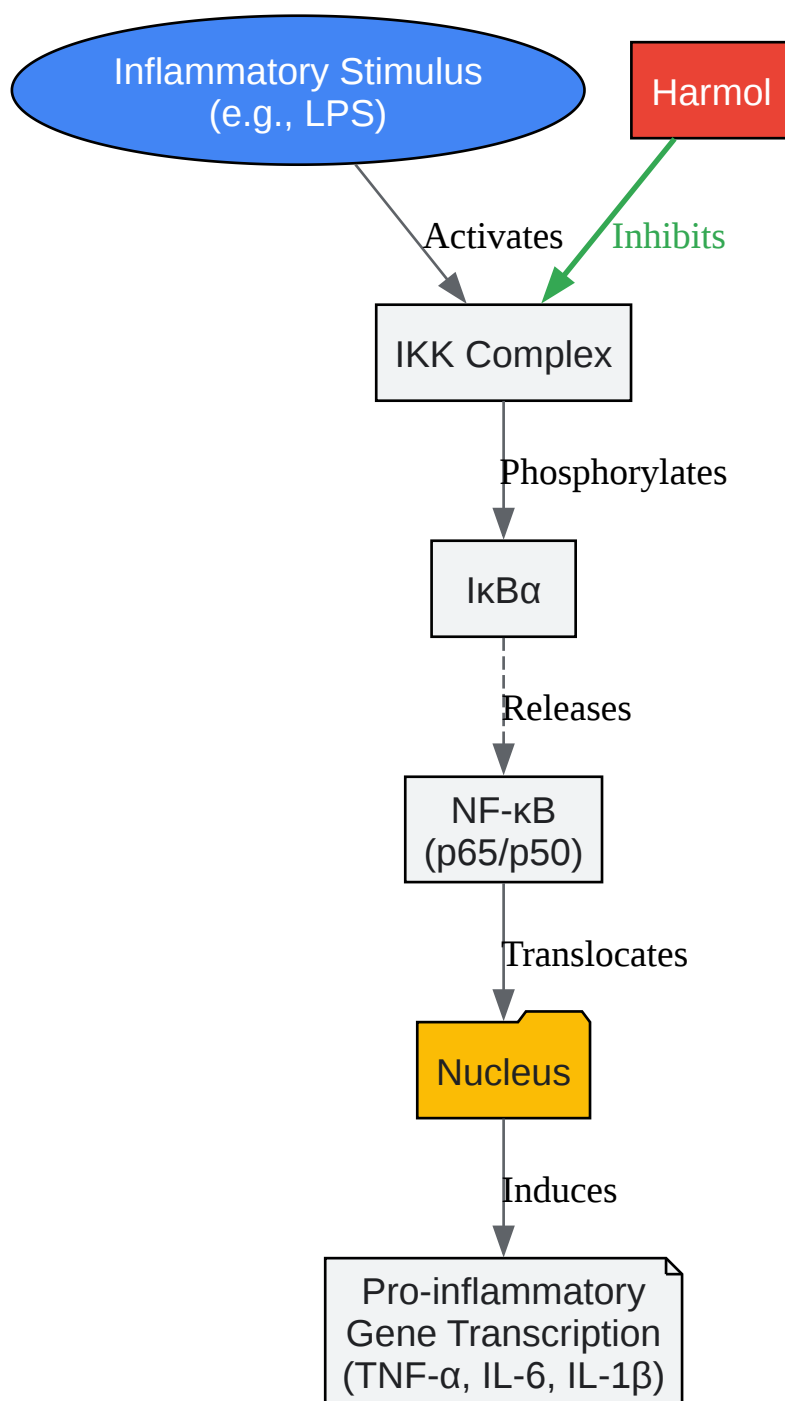 Inflammatory Stimulus
(e.g., LPS)
Harmol
Activates
Inhibits
IKK Complex
Phosphorylates
IκBα
Releases
NF-κB
(p65/p50)
Translocates
Nucleus
Induces
Pro-inflammatory
Gene Transcription
(TNF-α, IL-6, IL-1β)